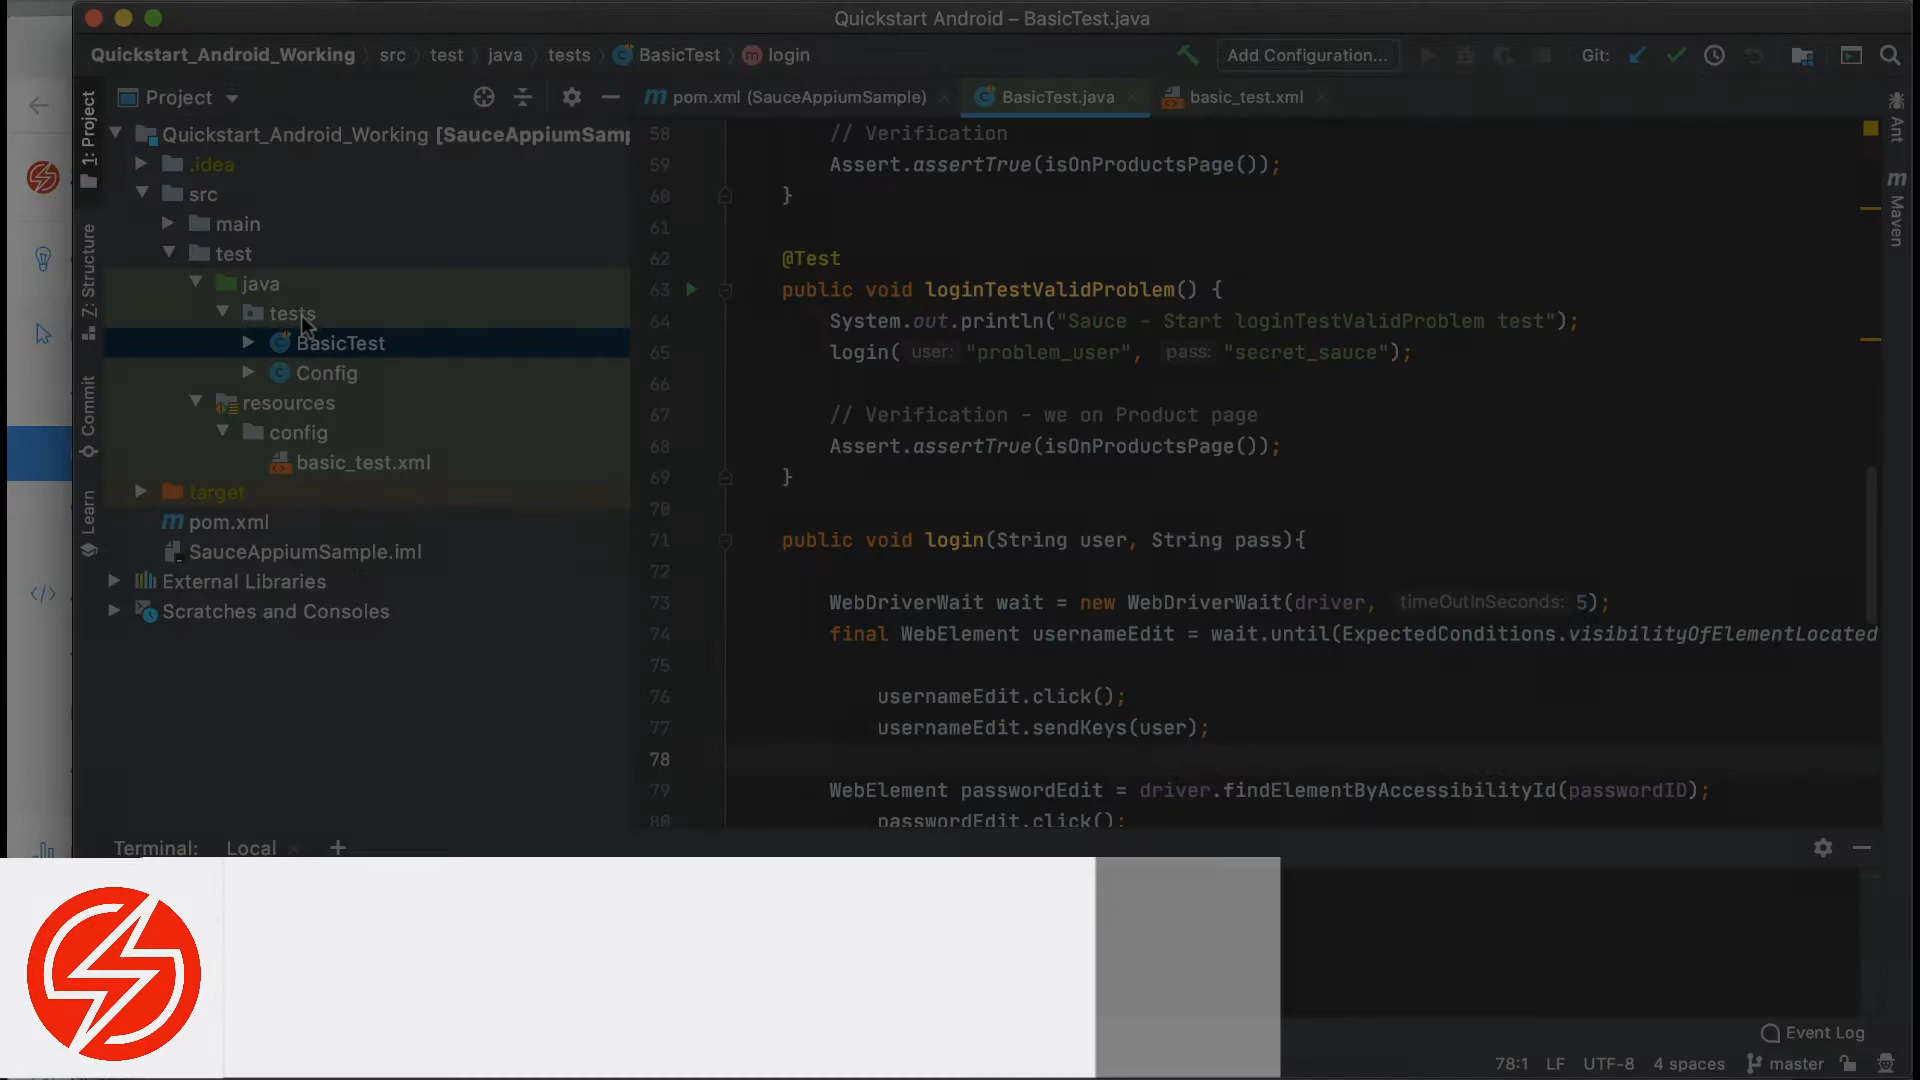 Quickstart Android – BasicTest.java
Quickstart_Android_Working src test java tests BasicTest login
Add Configuration... Git:
Project
pom.xml (SauceAppiumSample)
BasicTest.java
basic_test.xml
1: Project
Z: Structure
Commit
Learn
Ant
Maven
Quickstart_Android_Working [SauceAppiumSamp
.idea
src
main
test
java
tests
BasicTest
Config
resources
config
basic_test.xml
target
pom.xml
SauceAppiumSample.iml
External Libraries
Scratches and Consoles
58 // Verification
59 Assert.assertTrue(isOnProductsPage());
60 }
61
62 @Test
63 public void loginTestValidProblem() {
64 System.out.println("Sauce - Start loginTestValidProblem test");
65 login( user: "problem_user", pass: "secret_sauce");
66
67 // Verification - we on Product page
68 Assert.assertTrue(isOnProductsPage());
69 }
70
71 public void login(String user, String pass){
72
73 WebDriverWait wait = new WebDriverWait(driver, timeOutInSeconds: 5);
74 final WebElement usernameEdit = wait.until(ExpectedConditions.visibilityOfElementLocated
75
76 usernameEdit.click();
77 usernameEdit.sendKeys(user);
78
79 WebElement passwordEdit = driver.findElementByAccessibilityId(passwordID);
80 passwordEdit.click();
Terminal: Local
Event Log
78:1 LF UTF-8 4 spaces master